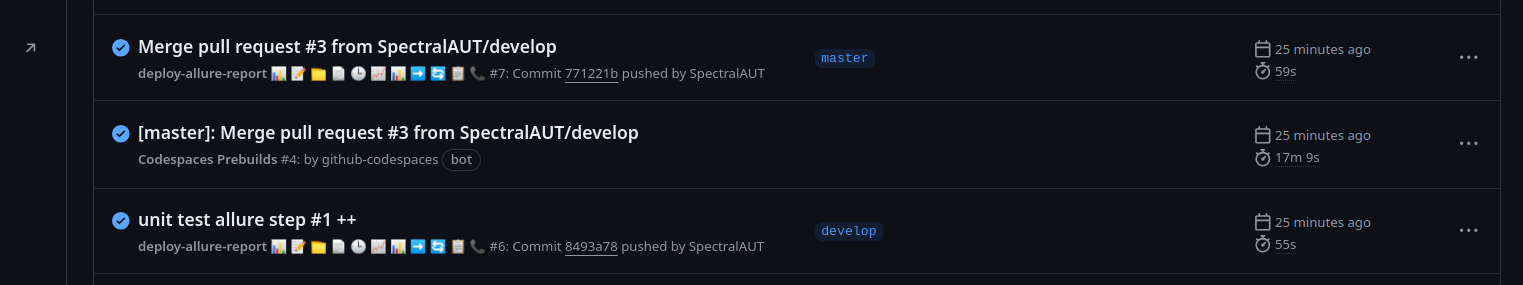 Merge pull request #3 from SpectralAUT/develop
deploy-allure-report 📊 📝 📁 📄 🕒 📈 📊 ➡️ 🔄 📋 📞 #7: Commit 771221b pushed by SpectralAUT
master
25 minutes ago
59s
[master]: Merge pull request #3 from SpectralAUT/develop
Codespaces Prebuilds #4: by github-codespaces bot
25 minutes ago
17m 9s
unit test allure step #1 ++
deploy-allure-report 📊 📝 📁 📄 🕒 📈 📊 ➡️ 🔄 📋 📞 #6: Commit 8493a78 pushed by SpectralAUT
develop
25 minutes ago
55s